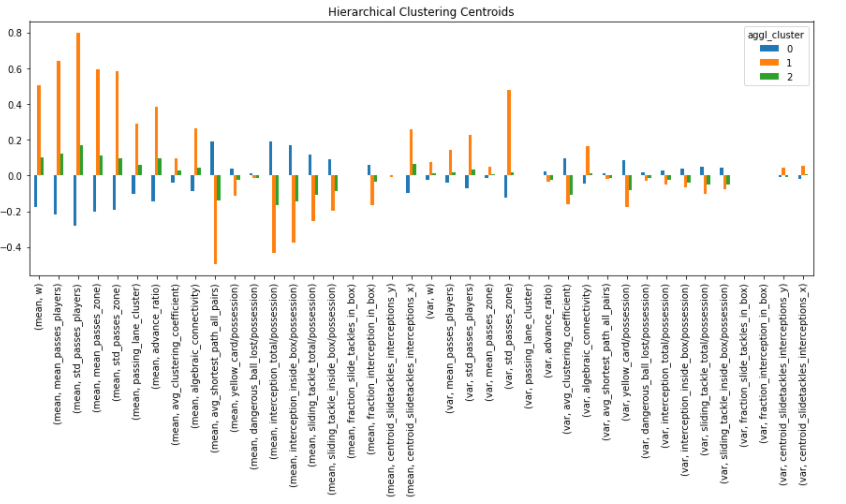 Hierarchical Clustering Centroids
aggl_cluster
0
1
2
0.8
0.6
0.4
0.2
0.0
−0.2
−0.4
(mean, w)
(mean, mean_passes_players)
(mean, std_passes_players)
(mean, mean_passes_zone)
(mean, std_passes_zone)
(mean, passing_lane_cluster)
(mean, advance_ratio)
(mean, avg_clustering_coefficient)
(mean, algebraic_connectivity)
(mean, avg_shortest_path_all_pairs)
(mean, yellow_card/possession)
(mean, dangerous_ball_lost/possession)
(mean, interception_total/possession)
(mean, interception_inside_box/possession)
(mean, sliding_tackle_total/possession)
(mean, sliding_tackle_inside_box/possession)
(mean, fraction_slide_tackles_in_box)
(mean, fraction_interception_in_box)
(mean, centroid_slidetackles_interceptions_y)
(mean, centroid_slidetackles_interceptions_x)
(var, w)
(var, mean_passes_players)
(var, std_passes_players)
(var, mean_passes_zone)
(var, std_passes_zone)
(var, passing_lane_cluster)
(var, advance_ratio)
(var, avg_clustering_coefficient)
(var, algebraic_connectivity)
(var, avg_shortest_path_all_pairs)
(var, yellow_card/possession)
(var, dangerous_ball_lost/possession)
(var, interception_total/possession)
(var, interception_inside_box/possession)
(var, sliding_tackle_total/possession)
(var, sliding_tackle_inside_box/possession)
(var, fraction_slide_tackles_in_box)
(var, fraction_interception_in_box)
(var, centroid_slidetackles_interceptions_y)
(var, centroid_slidetackles_interceptions_x)